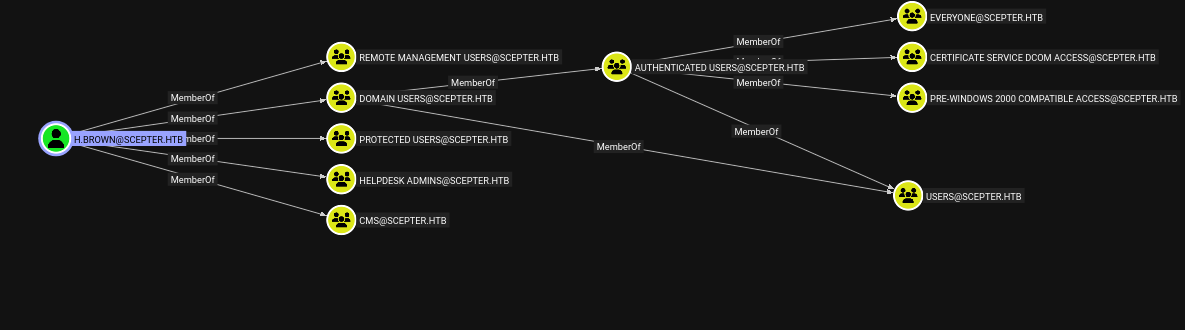 EVERYONE@SCEPTER.HTB
MemberOf
REMOTE MANAGEMENT USERS@SCEPTER.HTB
CERTIFICATE SERVICE DCOM ACCESS@SCEPTER.HTB
AUTHENTICATED USERS@SCEPTER.HTB
MemberOf
MemberOf
MemberOf
DOMAIN USERS@SCEPTER.HTB
PRE-WINDOWS 2000 COMPATIBLE ACCESS@SCEPTER.HTB
MemberOf
MemberOf
H.BROWN@SCEPTER.HTB
mberOf
PROTECTED USERS@SCEPTER.HTB
MemberOf
MemberOf
MemberOf
HELPDESK ADMINS@SCEPTER.HTB
USERS@SCEPTER.HTB
CMS@SCEPTER.HTB